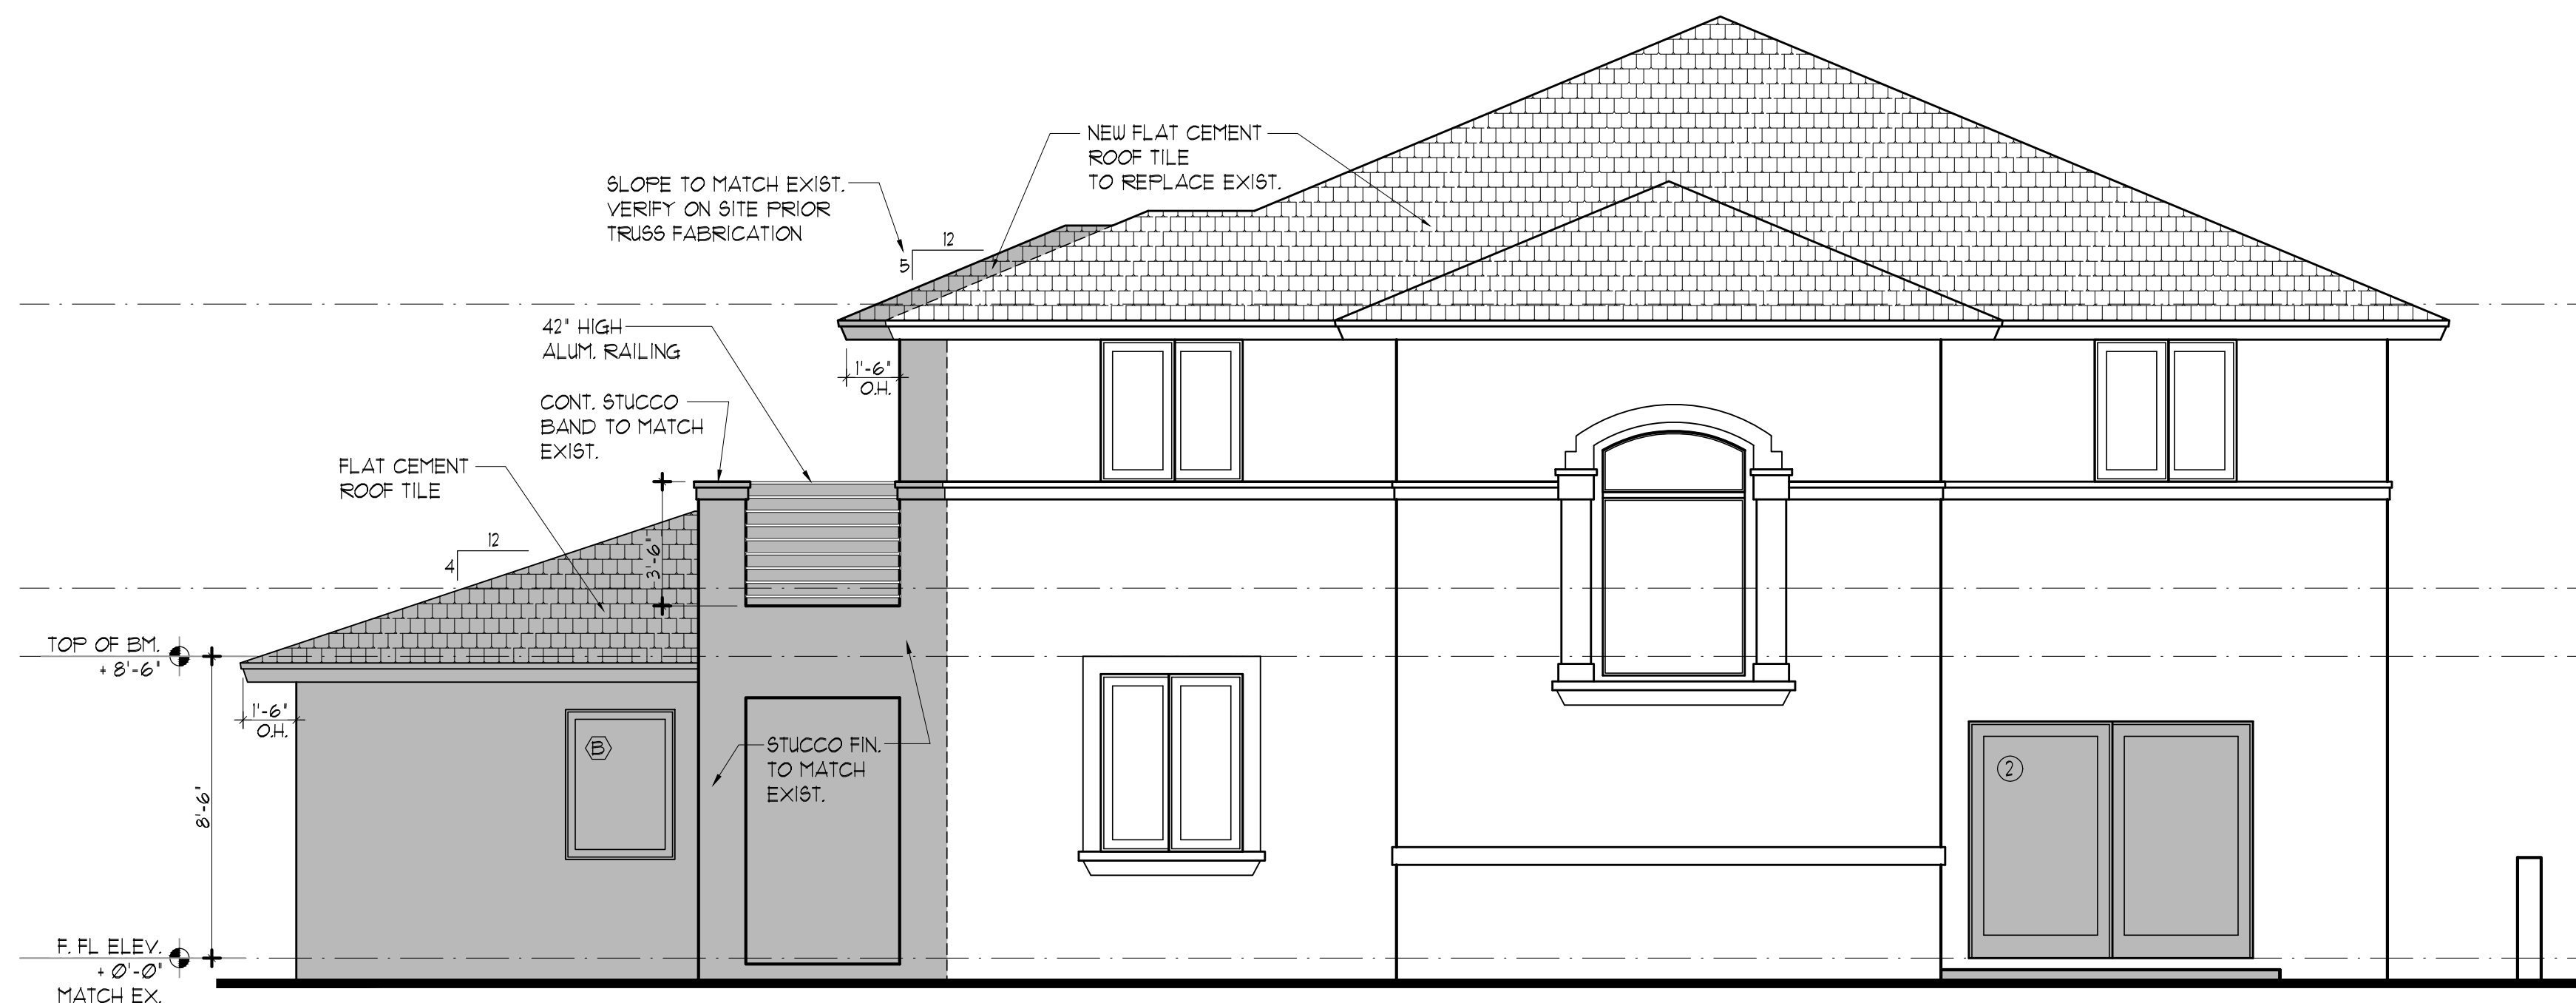 NEW FLAT CEMENT
ROOF TILE
TO REPLACE EXIST.
SLOPE TO MATCH EXIST.
VERIFY ON SITE PRIOR
TRUSS FABRICATION
12
5
42" HIGH
ALUM. RAILING
1'-6"
O.H.
CONT. STUCCO
BAND TO MATCH
EXIST.
FLAT CEMENT
ROOF TILE
12
4
3'-6"
TOP OF BM.
+ 8'-6"
1'-6"
O.H.
B
STUCCO FIN.
TO MATCH
EXIST.
2
8'-6"
F. FL ELEV.
+ 0'-0"
MATCH EX.